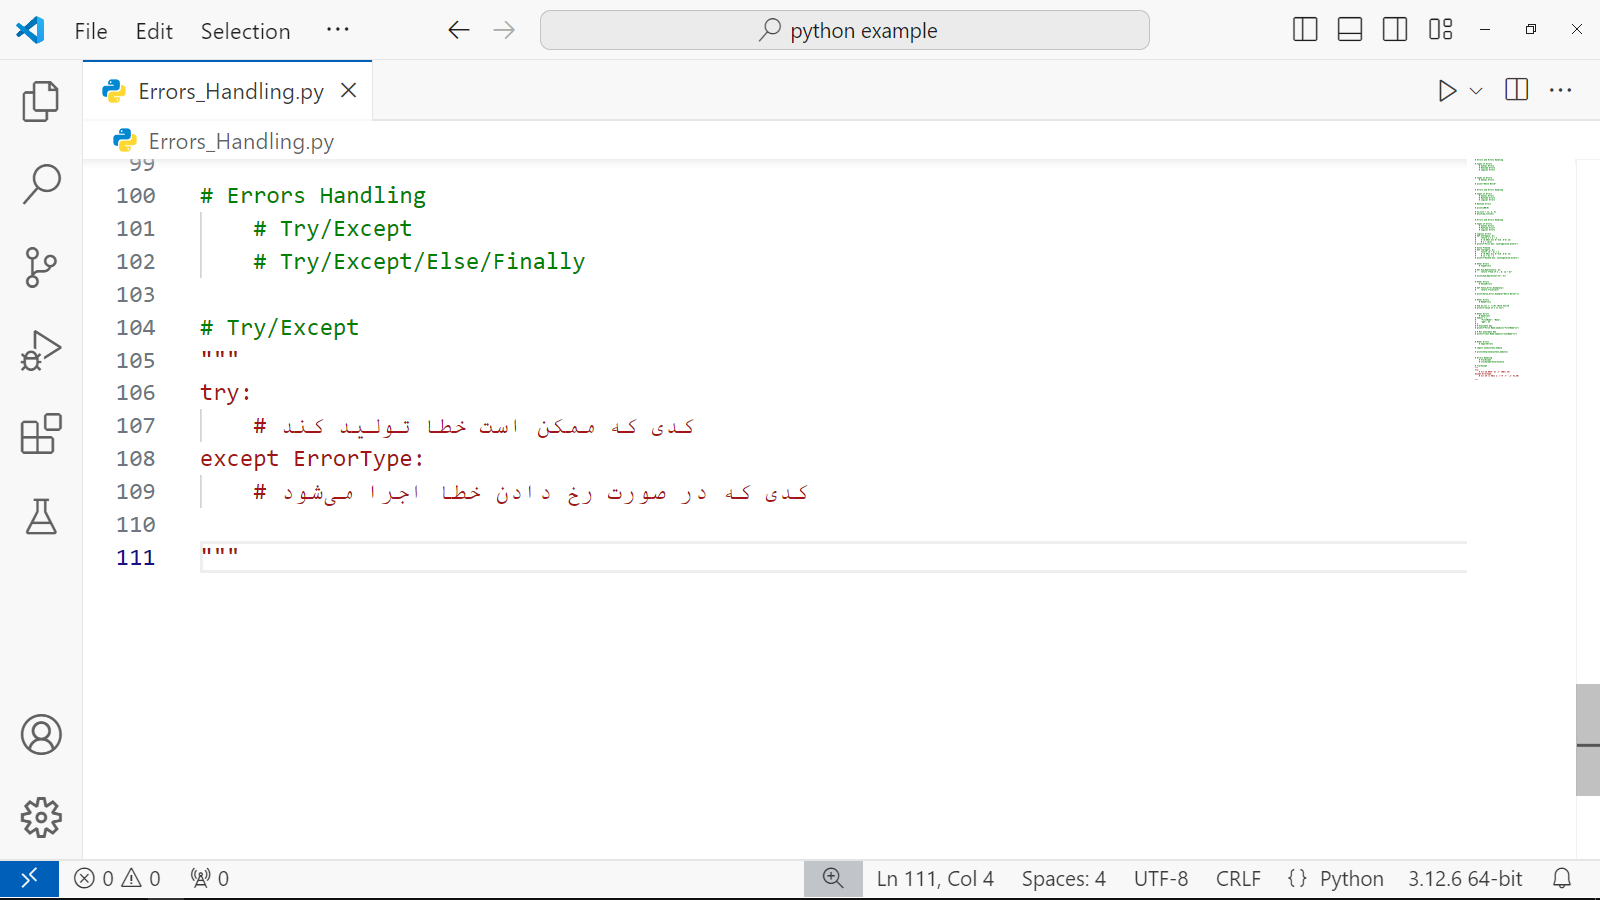 File Edit Selection ··· python example
Errors_Handling.py
Errors_Handling.py
99
100 # Errors Handling
101 # Try/Except
102 # Try/Except/Else/Finally
103
104 # Try/Except
105 """
106 try:
107 # کدی که ممکن است خطا تولید کند
108 except ErrorType:
109 # کدی که در صورت رخ دادن خطا اجرا می‌شود
110
111 """
0 0 0 Ln 111, Col 4 Spaces: 4 UTF-8 CRLF {} Python 3.12.6 64-bit